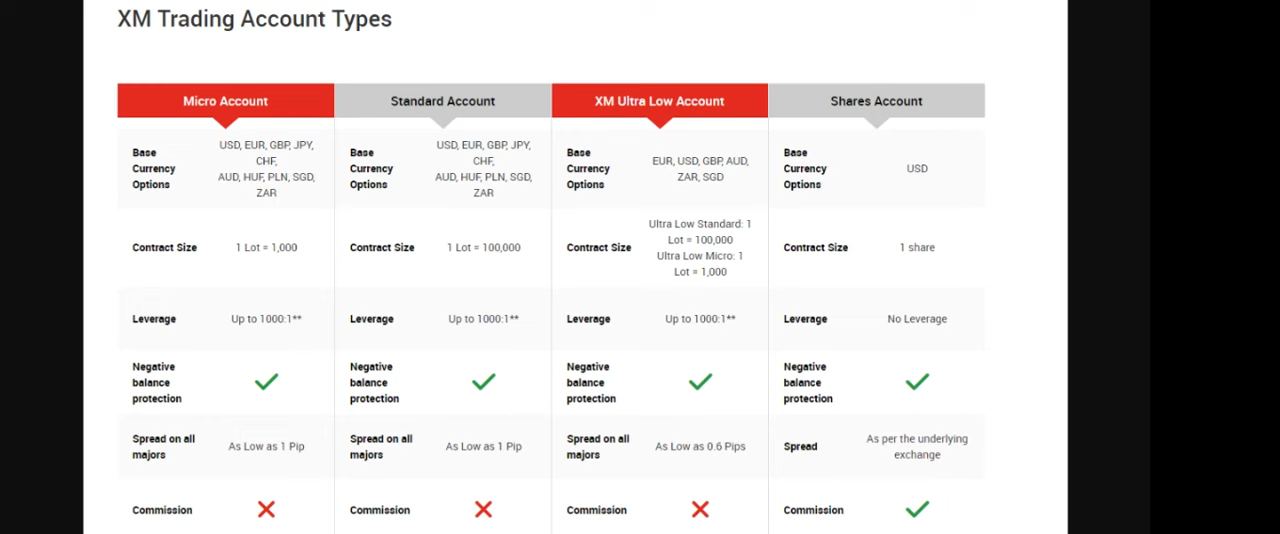 XM Trading Account Types
Micro Account
Standard Account
XM Ultra Low Account
Shares Account
Base
Currency
Options
USD, EUR, GBP, JPY,
CHF,
AUD, HUF, PLN, SGD,
ZAR
Base
Currency
Options
USD, EUR, GBP, JPY,
CHF,
AUD, HUF, PLN, SGD,
ZAR
Base
Currency
Options
EUR, USD, GBP, AUD,
ZAR, SGD
Base
Currency
Options
USD
Contract Size
1 Lot = 1,000
Contract Size
1 Lot = 100,000
Contract Size
Ultra Low Standard: 1
Lot = 100,000
Ultra Low Micro: 1
Lot = 1,000
Contract Size
1 share
Leverage
Up to 1000:1**
Leverage
Up to 1000:1**
Leverage
Up to 1000:1**
Leverage
No Leverage
Negative
balance
protection
Negative
balance
protection
Negative
balance
protection
Negative
balance
protection
Spread on all
majors
As Low as 1 Pip
Spread on all
majors
As Low as 1 Pip
Spread on all
majors
As Low as 0.6 Pips
Spread
As per the underlying
exchange
Commission
Commission
Commission
Commission